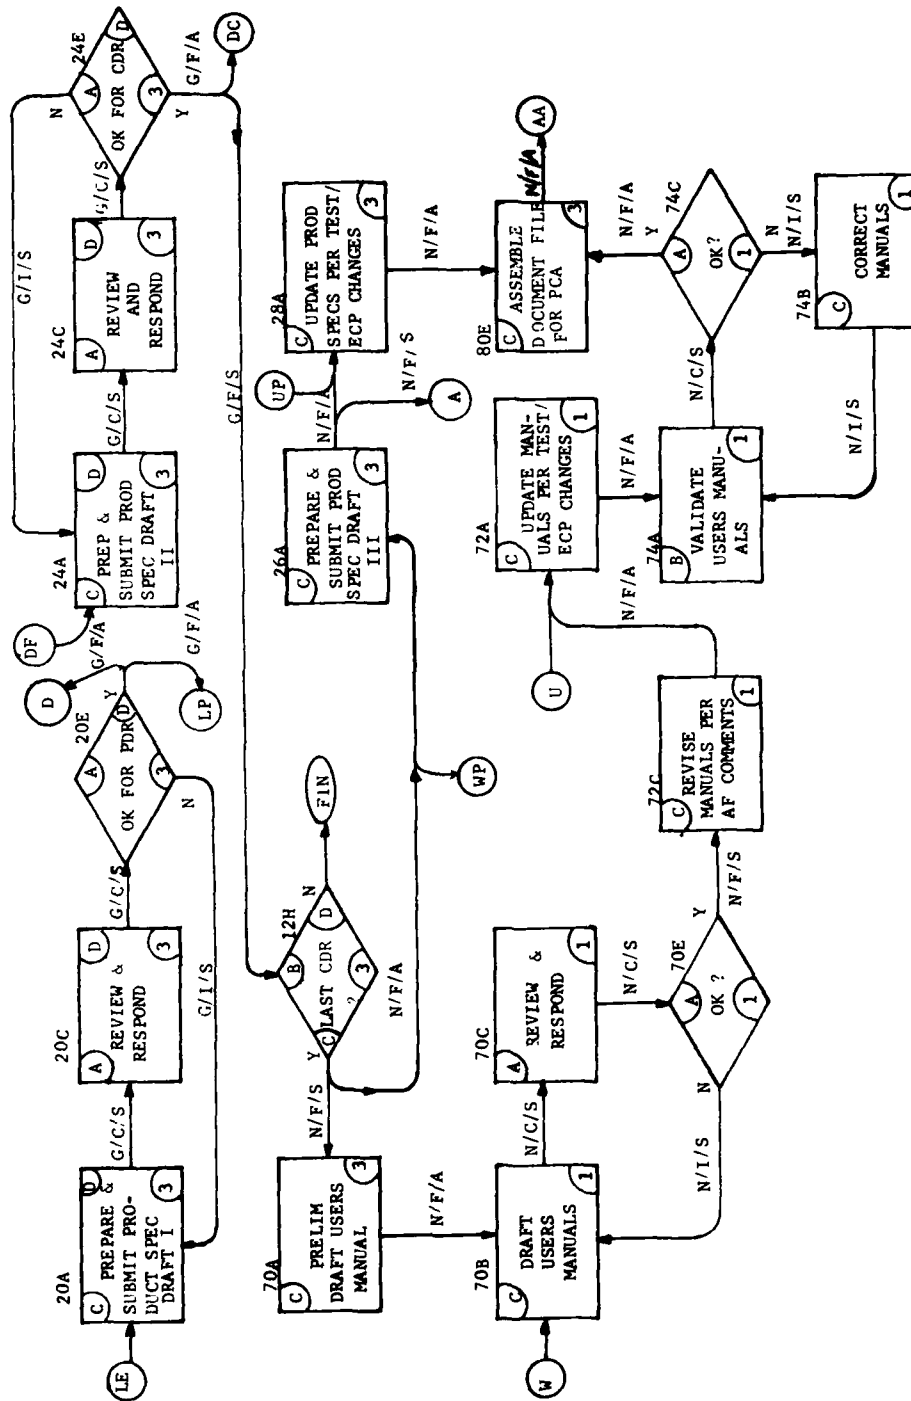 LE
20A
C
D
PREPARE &
SUBMIT PRO-
DUCT SPEC
DRAFT I
3
G/C/S
20C
A
D
REVIEW &
RESPOND
3
G/C/S
20E
A
OK FOR PDR
D
3
Y
N
G/I/S
D
LP
G/F/A
DF
G/F/A
24A
C
D
PREP &
SUBMIT PROD
SPEC DRAFT
II
3
G/C/S
24C
A
D
REVIEW
AND
RESPOND
3
G/C/S
24E
A
OK FOR CDR
D
3
N
G/I/S
Y
G/F/A
DC
G/F/S
12H
B
LAST CDR
?
C
D
3
N
FIN
Y
N/F/S
N/F/A
WP
70A
C
PRELIM
DRAFT USERS
MANUAL
3
N/F/A
26A
C
PREPARE &
SUBMIT PROD
SPEC DRAFT
III
3
N/F/A
UP
N/F/S
A
28A
C
UPDATE PROD
SPECS PER TEST/
ECP CHANGES
3
N/F/A
W
70B
C
DRAFT
USERS
MANUALS
1
N/C/S
70C
A
REVIEW &
RESPOND
1
N/C/S
70E
A
OK ?
1
N
N/I/S
Y
N/F/S
72C
C
REVISE
MANUALS PER
AF COMMENTS
1
N/F/A
U
72A
C
UPDATE MAN-
UALS PER TEST/
ECP CHANGES
1
N/F/A
74A
B
VALIDATE
USERS MANU-
ALS
1
N/C/S
74C
A
OK?
1
Y
N/F/A
N
N/I/S
74B
C
CORRECT
MANUALS
1
N/I/S
80E
C
ASSEMBLE
DOCUMENT FILE
FOR PCA
3
N/F/A
AA